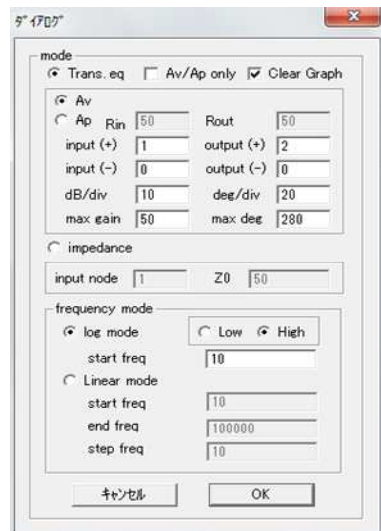 ﾀﾞｲｱﾛｸﾞ
mode
Trans. eq Av/Ap only Clear Graph
Av
Ap Rin 50 Rout 50
input (+) 1 output (+) 2
input (-) 0 output (-) 0
dB/div 10 deg/div 20
max gain 50 max deg 280
impedance
input node 1 Z0 50
frequency mode
log mode Low High
start freq 10
Linear mode
start freq 10
end freq 100000
step freq 10
ｷｬﾝｾﾙ OK